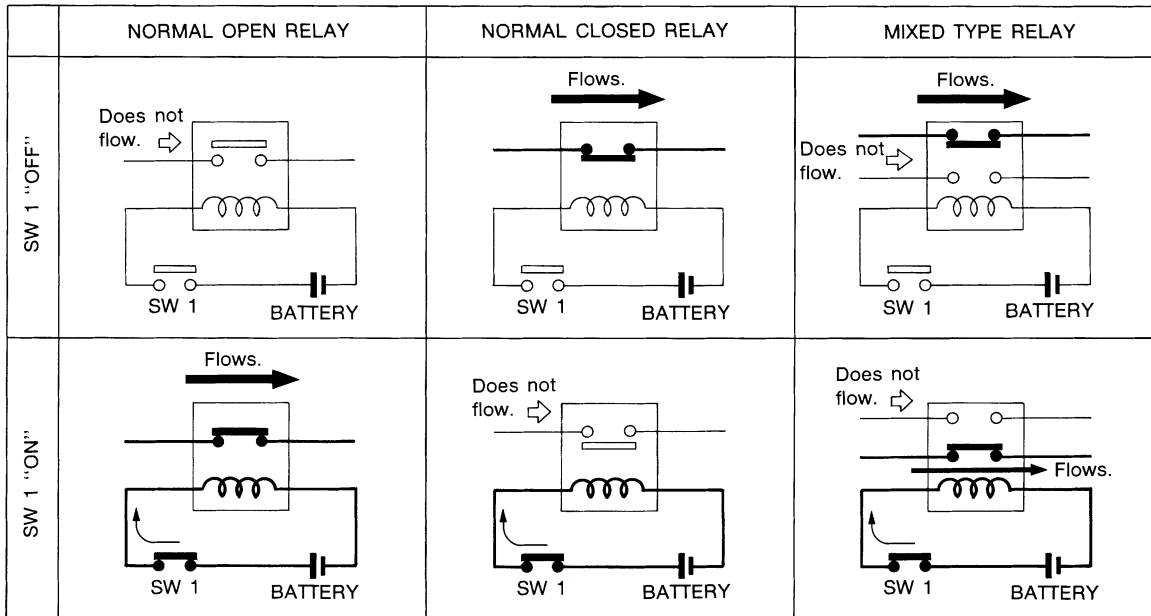 NORMAL OPEN RELAY
NORMAL CLOSED RELAY
MIXED TYPE RELAY
SW 1 "OFF"
Does not
flow.
SW 1
BATTERY
Flows.
SW 1
BATTERY
Flows.
Does not
flow.
SW 1
BATTERY
SW 1 "ON"
Flows.
SW 1
BATTERY
Does not
flow.
SW 1
BATTERY
Does not
flow.
Flows.
SW 1
BATTERY